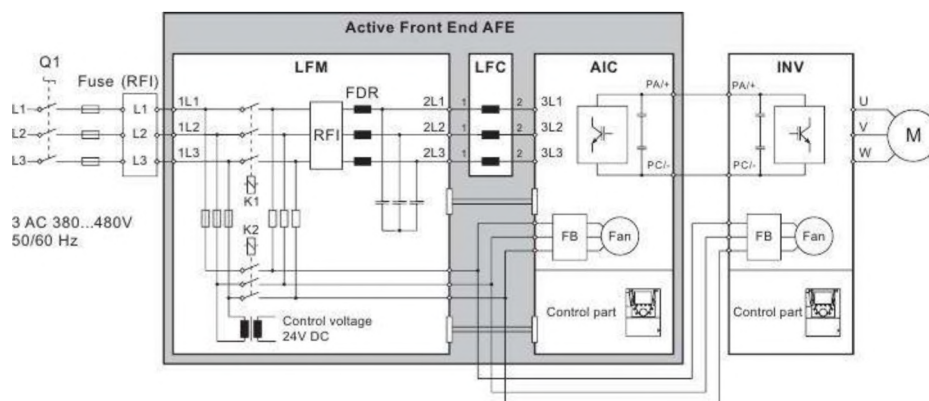 Active Front End AFE
Q1
Fuse (RFI)
LFM
LFC
AIC
INV
FDR
L1
L1
1L1
2L1
1
2
3L1
PA/+
PA/+
U
L2
L2
1L2
RFI
2L2
1
2
3L2
V
M
L3
L3
1L3
2L3
1
2
3L3
W
PC/-
PC/-
K1
3 AC 380...480V
50/60 Hz
K2
FB
Fan
FB
Fan
Control voltage
24V DC
Control part
Control part